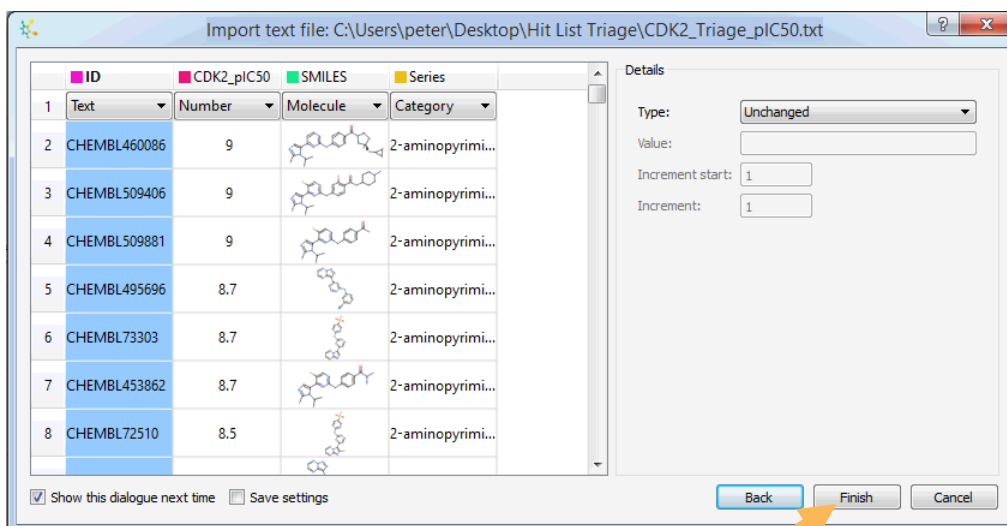 Import text file: C:\Users\peter\Desktop\Hit List Triage\CDK2_Triage_pIC50.txt ? X
ID CDK2_pIC50 SMILES Series
1 Text Number Molecule Category
2 CHEMBL460086 9 2-aminopyrimi...
3 CHEMBL509406 9 2-aminopyrimi...
4 CHEMBL509881 9 2-aminopyrimi...
5 CHEMBL495696 8.7 2-aminopyrimi...
6 CHEMBL73303 8.7 2-aminopyrimi...
7 CHEMBL453862 8.7 2-aminopyrimi...
8 CHEMBL72510 8.5 2-aminopyrimi...
Details
Type: Unchanged
Value:
Increment start: 1
Increment: 1
Show this dialogue next time Save settings Back Finish Cancel